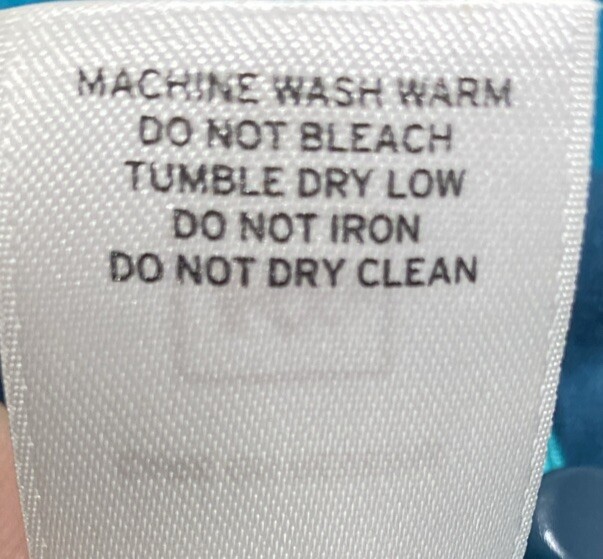 MACHINE WASH WARM
DO NOT BLEACH
TUMBLE DRY LOW
DO NOT IRON
DO NOT DRY CLEAN